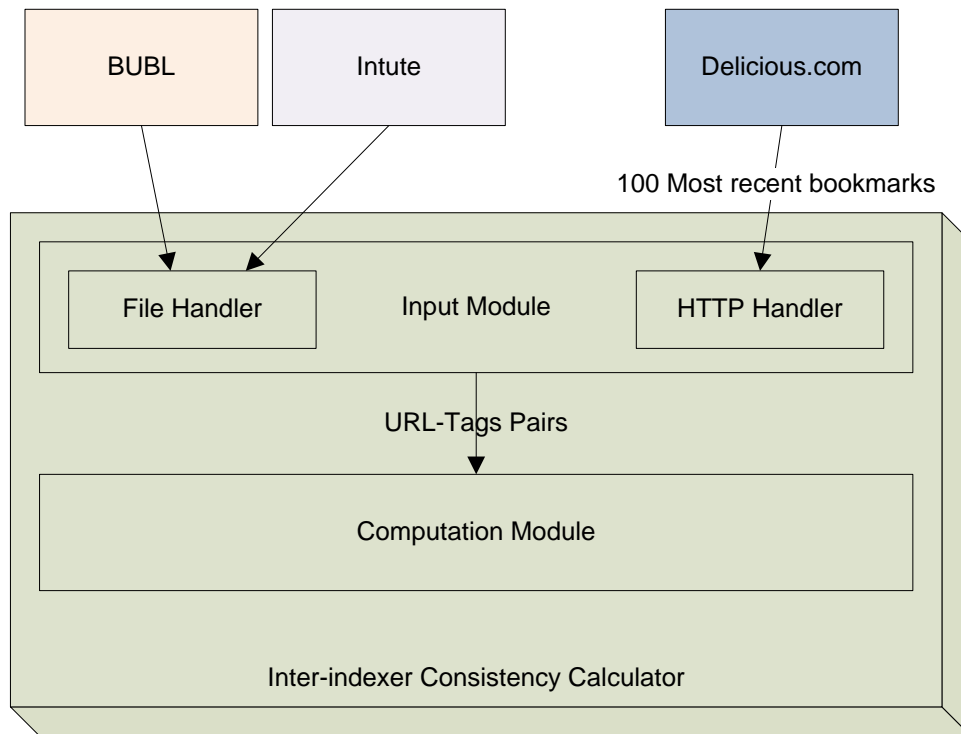 BUBL
Intute
Delicious.com
100 Most recent bookmarks
File Handler
Input Module
HTTP Handler
URL-Tags Pairs
Computation Module
Inter-indexer Consistency Calculator